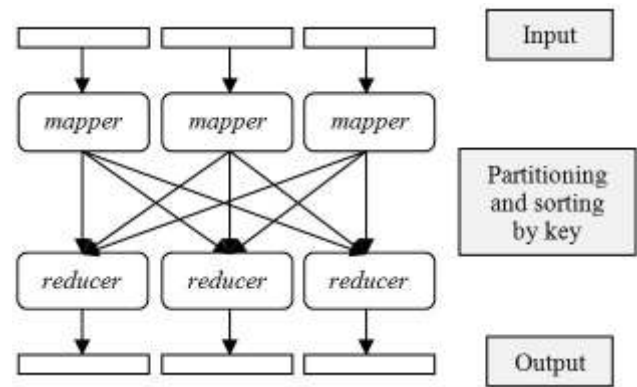 Input
mapper
mapper
mapper
Partitioning
and sorting
by key
reducer
reducer
reducer
Output